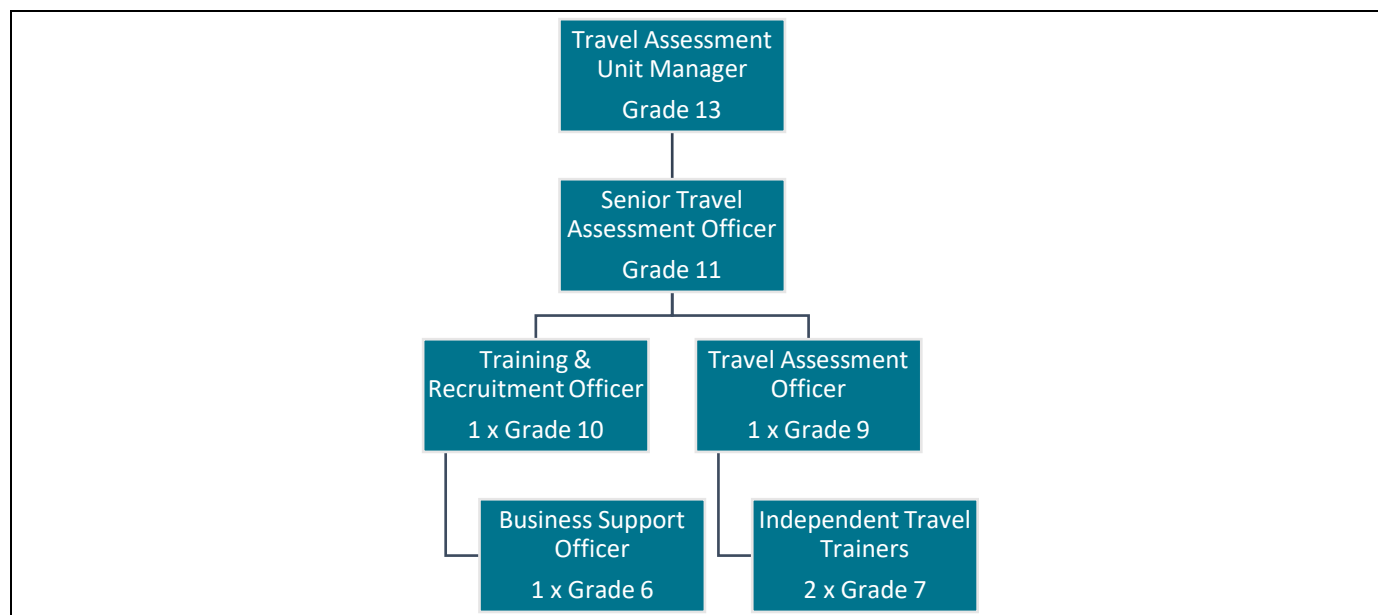 Travel Assessment
Unit Manager
Grade 13
Senior Travel
Assessment Officer
Grade 11
Training &
Recruitment Officer
1 x Grade 10
Travel Assessment
Officer
1 x Grade 9
Business Support
Officer
1 x Grade 6
Independent Travel
Trainers
2 x Grade 7